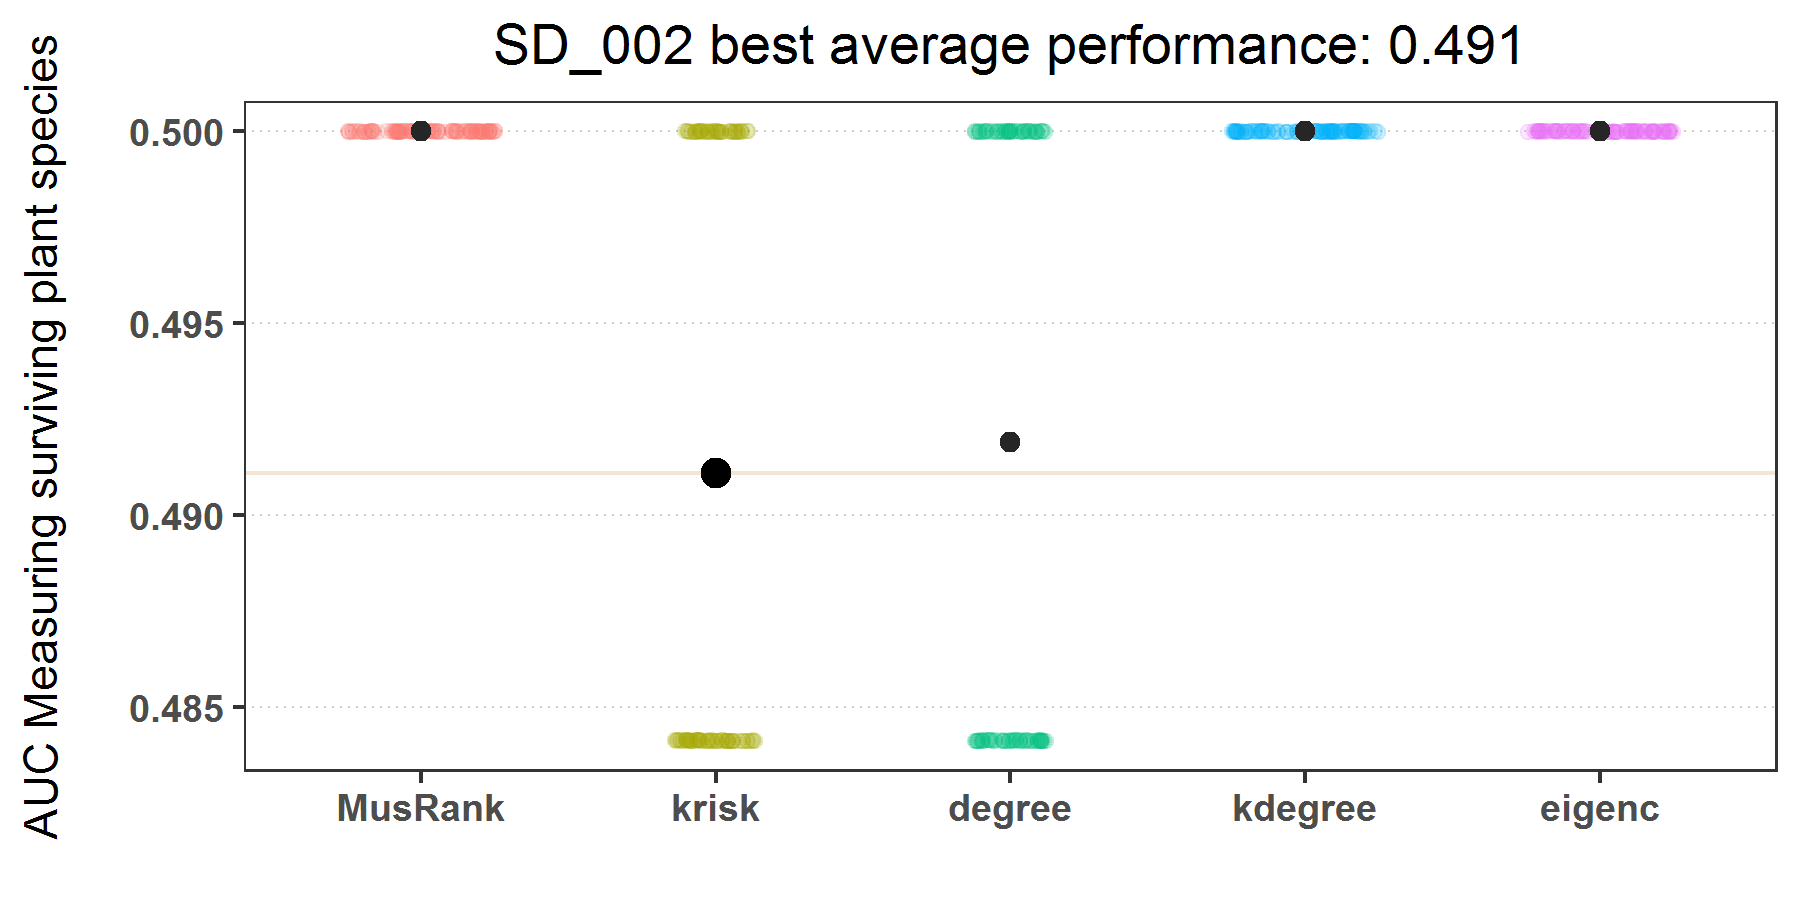 SD_002 best average performance: 0.491
AUC Measuring surviving plant species
0.500
0.495
0.490
0.485
MusRank krisk degree kdegree eigenc